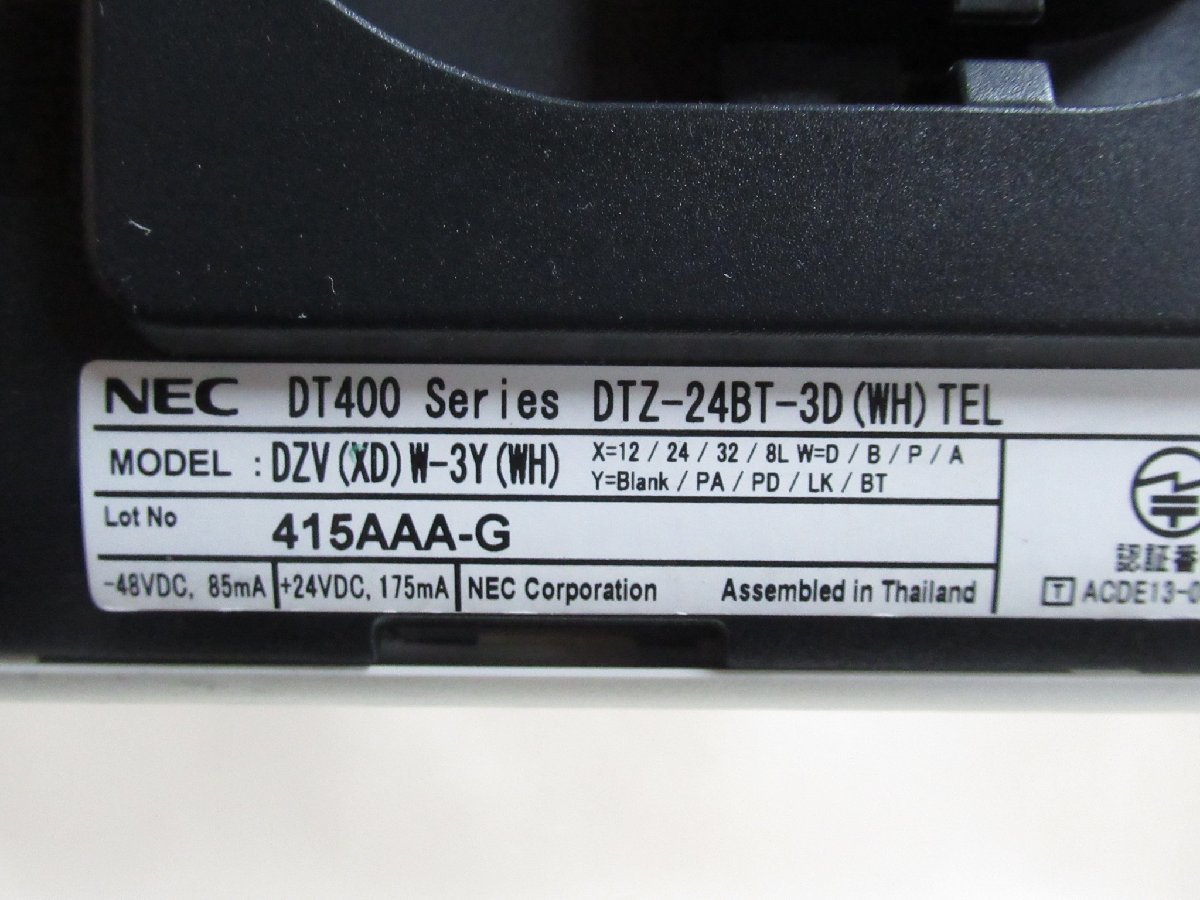 NEC DT400 Series DTZ-24BT-3D(WH)TEL
MODEL : DZV(XD)W-3Y(WH)
X=12 / 24 / 32 / 8L W=D / B / P / A
Y=Blank / PA / PD / LK / BT
Lot No 415AAA-G
-48VDC, 85mA +24VDC, 175mA NEC Corporation Assembled in Thailand
認証番
T ACDE13-0